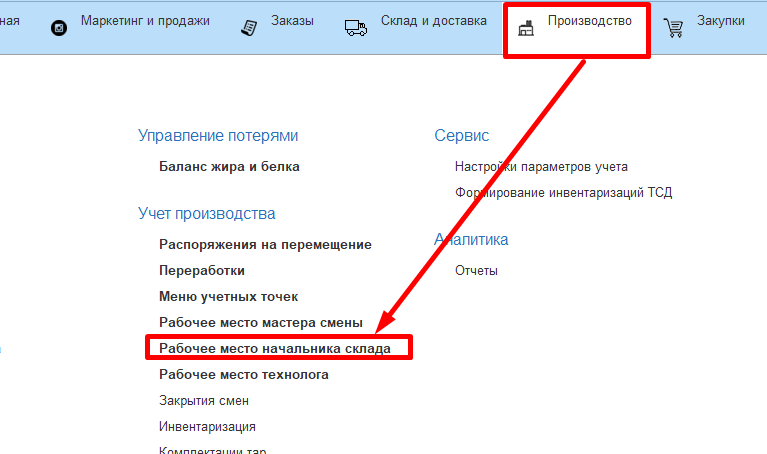 ная
Маркетинг и продажи
Заказы
Склад и доставка
Производство
Закупки
Управление потерями
Баланс жира и белка
Учет производства
Распоряжения на перемещение
Переработки
Меню учетных точек
Рабочее место мастера смены
Рабочее место начальника склада
Рабочее место технолога
Закрытия смен
Инвентаризация
Комплектации тар
Сервис
Настройки параметров учета
Формирование инвентаризаций ТСД
Аналитика
Отчеты